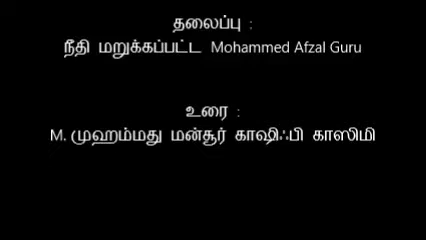 தலைப்பு :
நீதி மறுக்கப்பட்ட Mohammed Afzal Guru
உரை :
M. முஹம்மது மன்சூர் காஷிஃபி காஸிமி